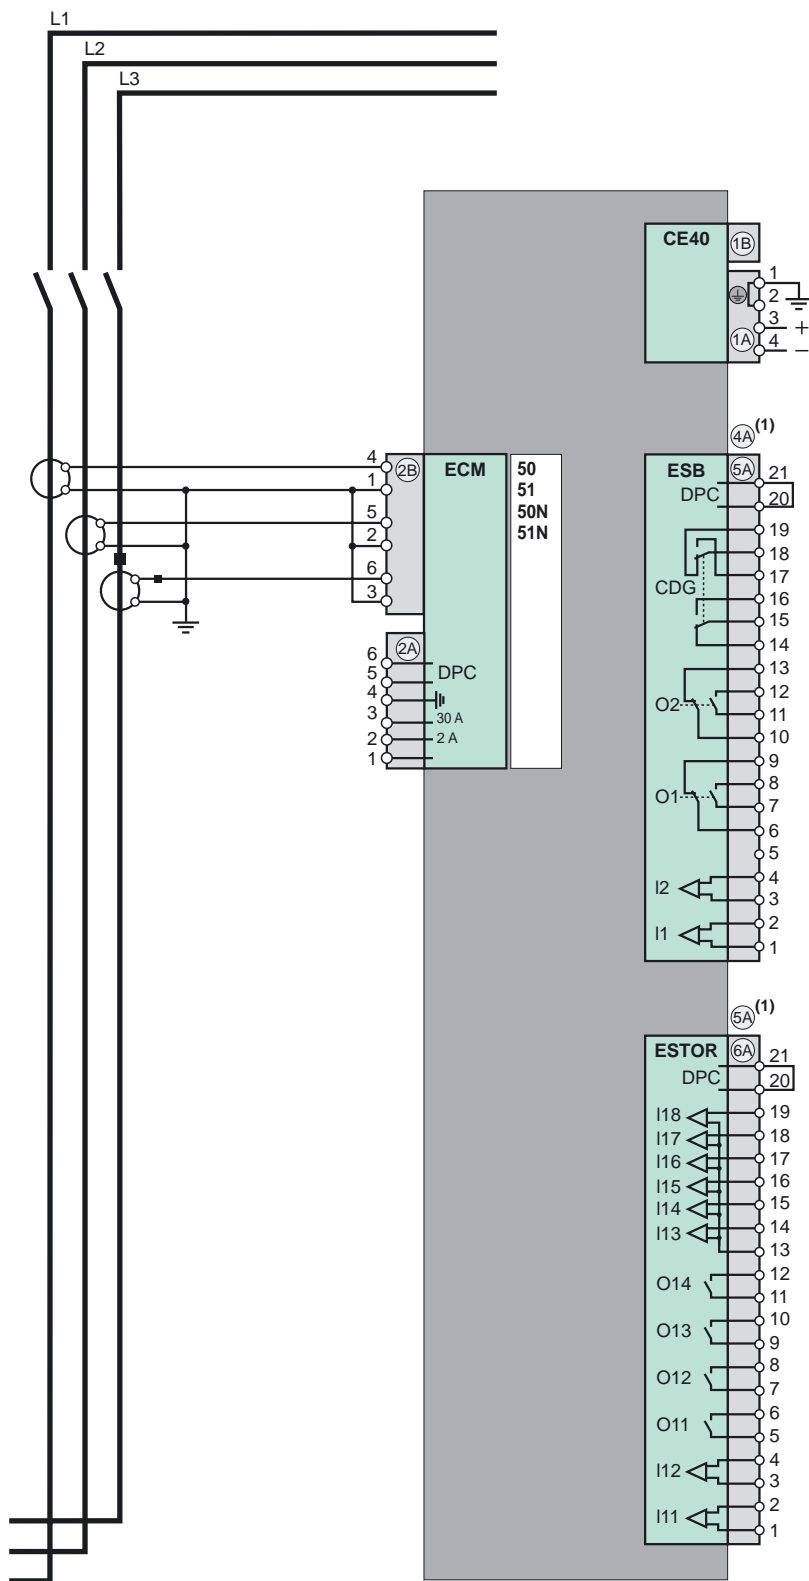 L1
L2
L3
CE40
1B
1
2
3 +
1A
4 −
4A (1)
4
1
5
2
6
3
2B
ECM
50
51
50N
51N
2A
6
5
DPC
4
3
30 A
2
2 A
1
ESB
5A
21
DPC
20
19
18
17
CDG
16
15
14
13
12
O2
11
10
9
8
O1
7
6
5
4
I2
3
2
I1
1
5A (1)
ESTOR
6A
21
DPC
20
I18
19
I17
18
I16
17
I15
16
I14
15
I13
14
13
12
O14
11
10
O13
9
8
O12
7
6
O11
5
4
I12
3
2
I11
1